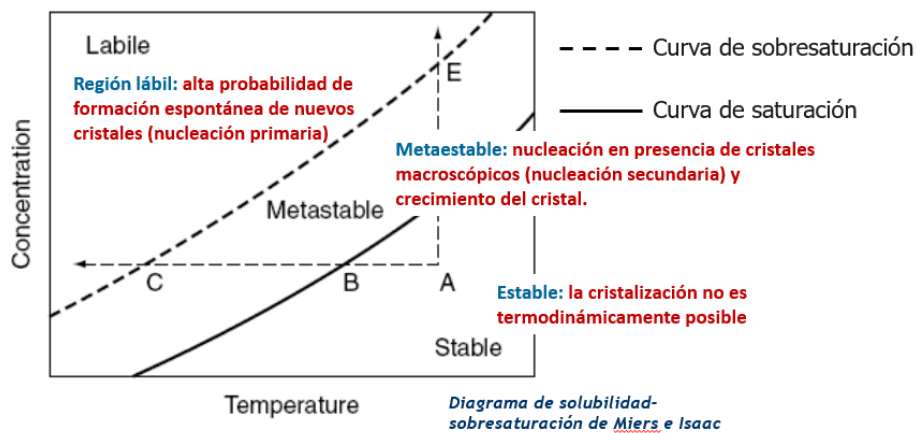 Labile
Región lábil: alta probabilidad de
formación espontánea de nuevos
cristales (nucleación primaria)
E
Curva de sobresaturación
Curva de saturación
Metaestable: nucleación en presencia de cristales
macroscópicos (nucleación secundaria) y
crecimiento del cristal.
Metastable
Concentration
C
B
A
Estable: la cristalización no es
termodinámicamente posible
Stable
Temperature
Diagrama de solubilidad-
sobresaturación de Miers e Isaac